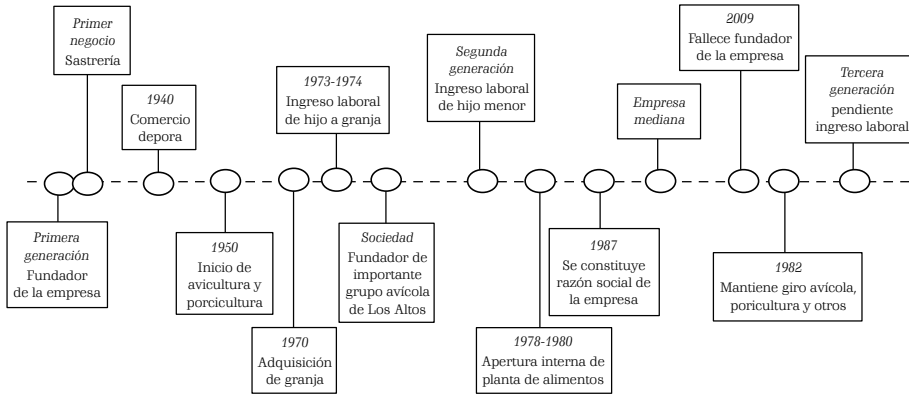 Primer
negocio
Sastrería
1940
Comercio
depora
1973-1974
Ingreso laboral
de hijo a granja
Segunda
generación
Ingreso laboral
de hijo menor
Empresa
mediana
2009
Fallece fundador
de la empresa
Tercera
generación
pendiente
ingreso laboral
Primera
generación
Fundador
de la empresa
1950
Inicio de
avicultura y
porcicultura
1970
Adquisición
de granja
Sociedad
Fundador de
importante
grupo avícola
de Los Altos
1978-1980
Apertura interna de
planta de alimentos
1987
Se constituye
razón social de
la empresa
1982
Mantiene giro avícola,
poricultura y otros